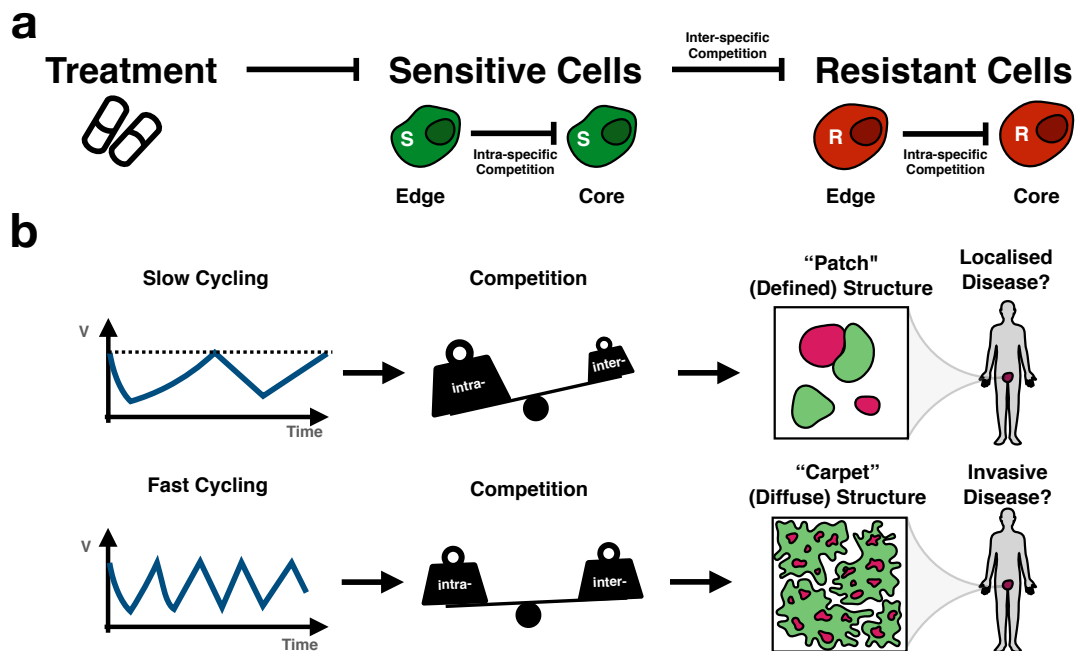 a
Treatment
Sensitive Cells
Inter-specific
Competition
Resistant Cells
S
S
Intra-specific
Competition
Edge
Core
R
R
Intra-specific
Competition
Edge
Core
b
Slow Cycling
V
Time
Competition
intra-
inter-
“Patch"
(Defined) Structure
Localised
Disease?
Fast Cycling
V
Time
Competition
intra-
inter-
“Carpet”
(Diffuse) Structure
Invasive
Disease?